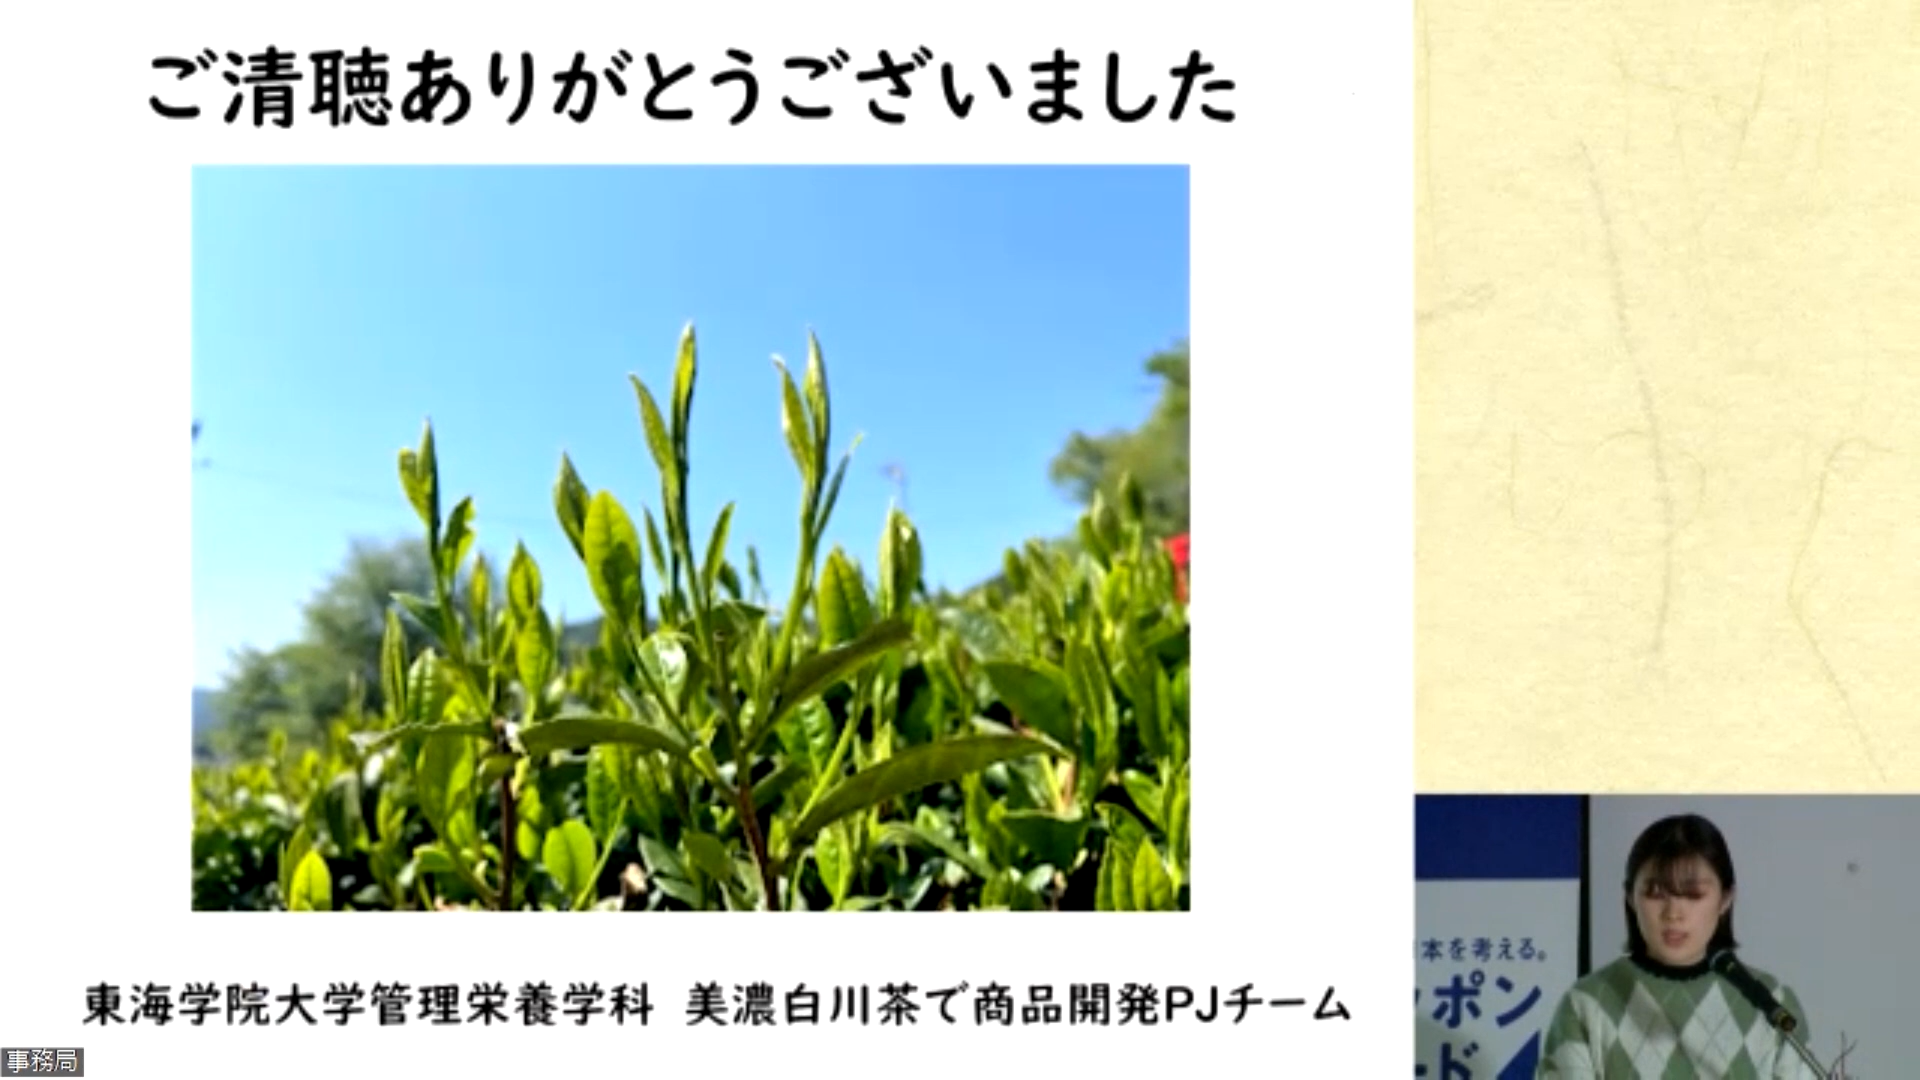 ご清聴ありがとうございました
東海学院大学管理栄養学科 美濃白川茶で商品開発PJチーム
事務局
本を考える。
ポン
ード